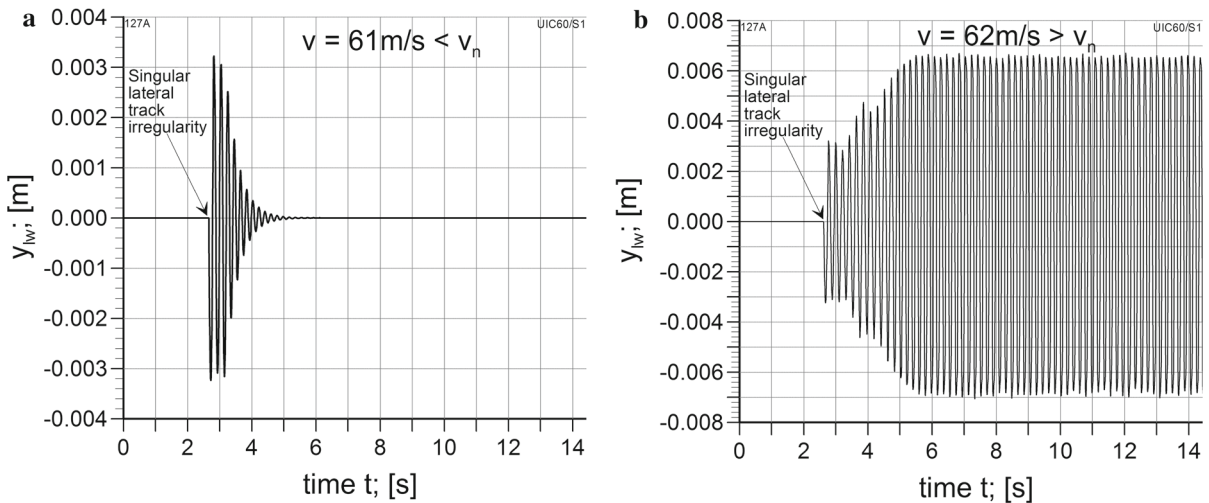 a
127A
UIC60/S1
v = 61m/s < vn
Singular
lateral
track
irregularity
0.004
0.003
0.002
0.001
0.000
-0.001
-0.002
-0.003
-0.004
ylw; [m]
0 2 4 6 8 10 12 14
time t; [s]
b
127A
UIC60/S1
v = 62m/s > vn
Singular
lateral
track
irregularity
0.008
0.006
0.004
0.002
0.000
-0.002
-0.004
-0.006
-0.008
ylw; [m]
0 2 4 6 8 10 12 14
time t; [s]